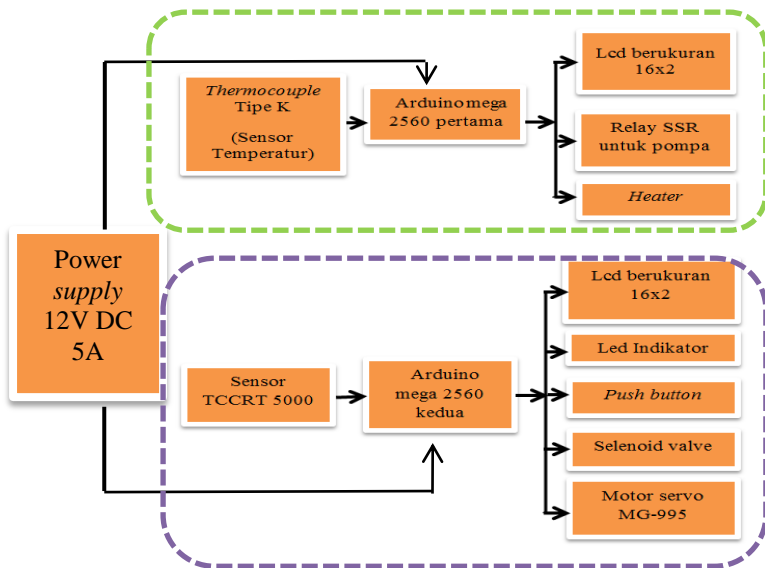 Thermocouple
Tipe K
(Sensor
Temperatur)
Arduino mega
2560 pertama
Lcd berukuran
16x2
Relay SSR
untuk pompa
Heater
Power
supply
12V DC
5A
Sensor
TCCRT 5000
Arduino
mega 2560
kedua
Lcd berukuran
16x2
Led Indikator
Push button
Selenoid valve
Motor servo
MG-995